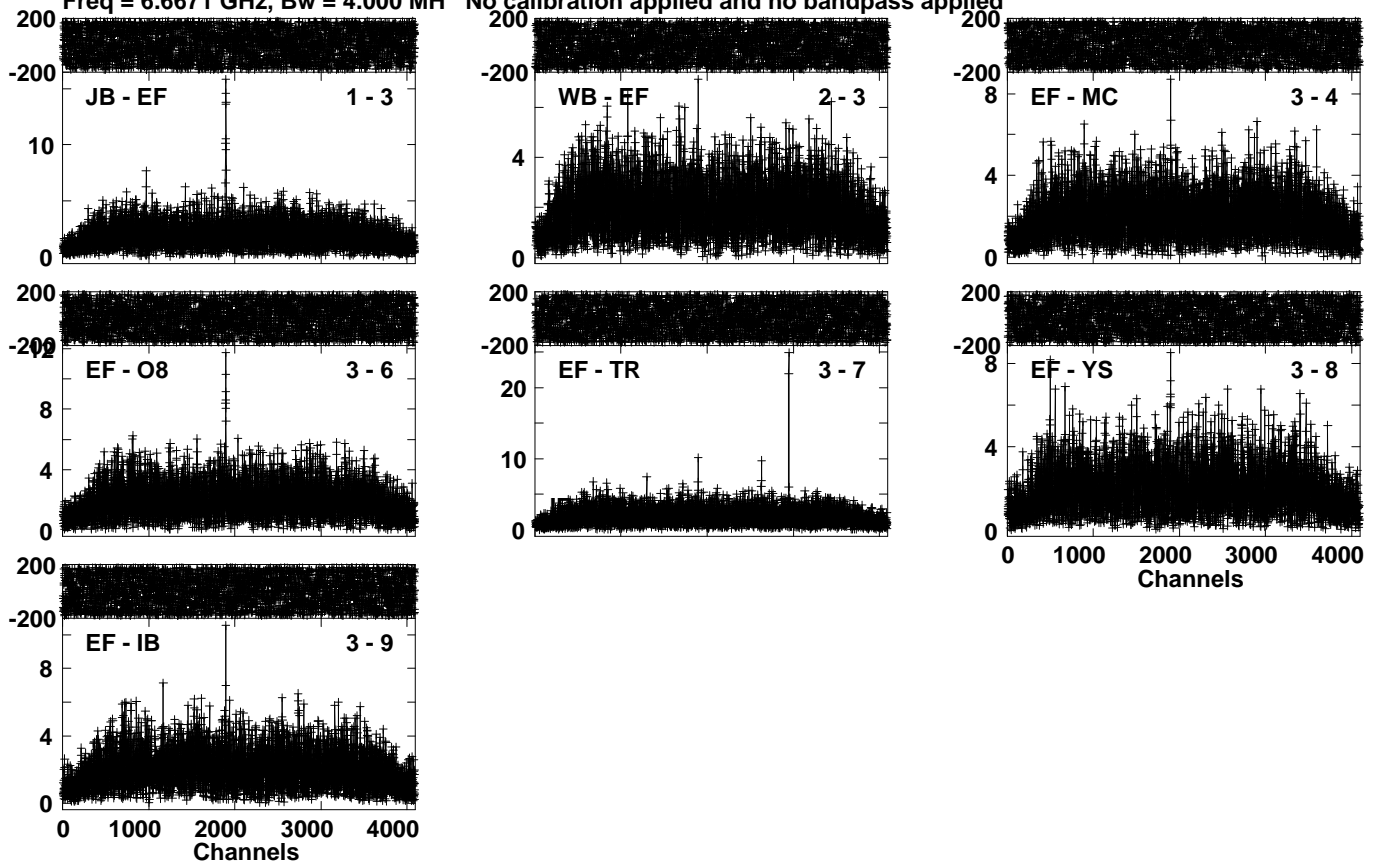 Freq = 6.6671 GHz, Bw = 4.000 MH No calibration applied and no bandpass applied
200
-200
JB - EF 1 - 3
10
0
200
-200
WB - EF 2 - 3
4
0
200
-200
EF - MC 3 - 4
8
4
0
200
-200
12
EF - O8 3 - 6
8
4
0
200
-200
EF - TR 3 - 7
20
10
0
200
-200
8
EF - YS 3 - 8
4
0
0 1000 2000 3000 4000
Channels
200
-200
EF - IB 3 - 9
8
4
0
0 1000 2000 3000 4000
Channels